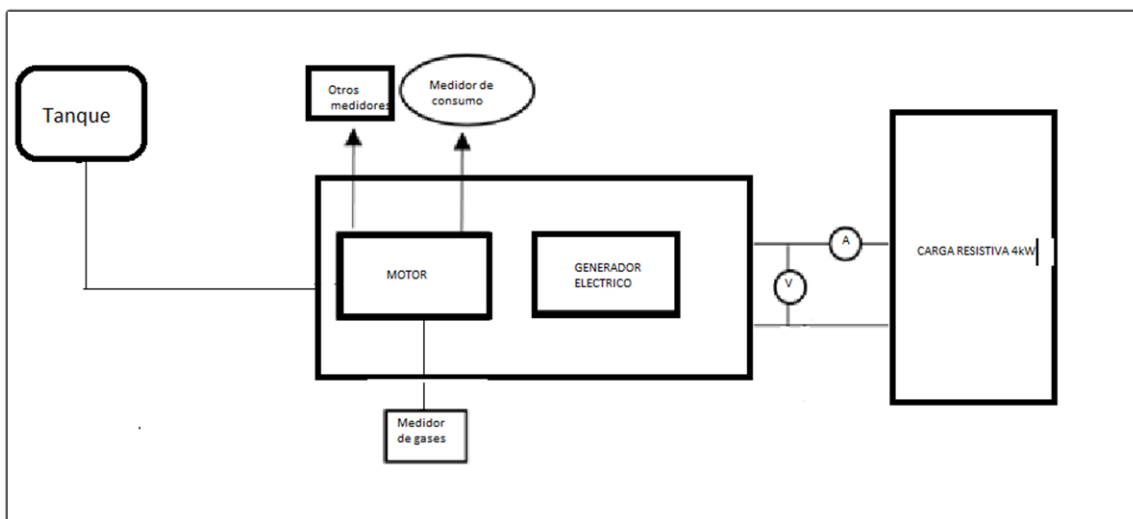 Tanque
Otros
medidores
Medidor de
consumo
MOTOR
GENERADOR
ELECTRICO
A
V
CARGA RESISTIVA 4kW
Medidor
de gases